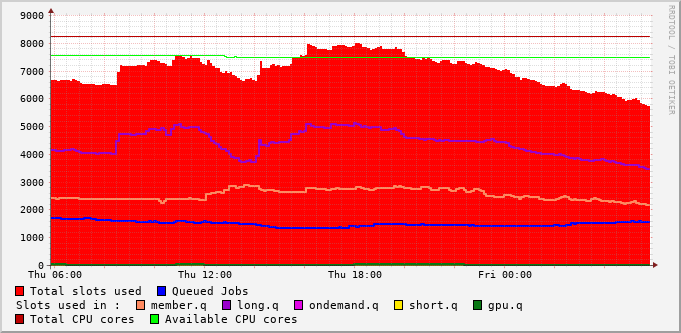 9000
8000
7000
6000
5000
4000
3000
2000
1000
0
Thu 06:00 Thu 12:00 Thu 18:00 Fri 00:00
Total slots used Queued Jobs
Slots used in : member.q long.q ondemand.q short.q gpu.q
Total CPU cores Available CPU cores
RRDTOOL / TOBI OETIKER